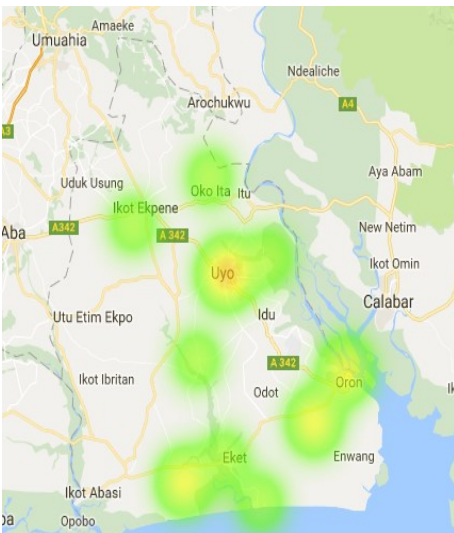 Amaeke
Umuahia
Ndealiche
Arochukwu
A4
A3
Aya Abam
Uduk Usung
Oko Ita
Itu
Ikot Ekpene
Aba
A342
A 342
New Netim
Ikot Omin
Uyo
Calabar
Utu Etim Ekpo
Idu
A 342
Ikot Ibritan
Oron
Odot
Eket
Enwang
Ikot Abasi
Opobo